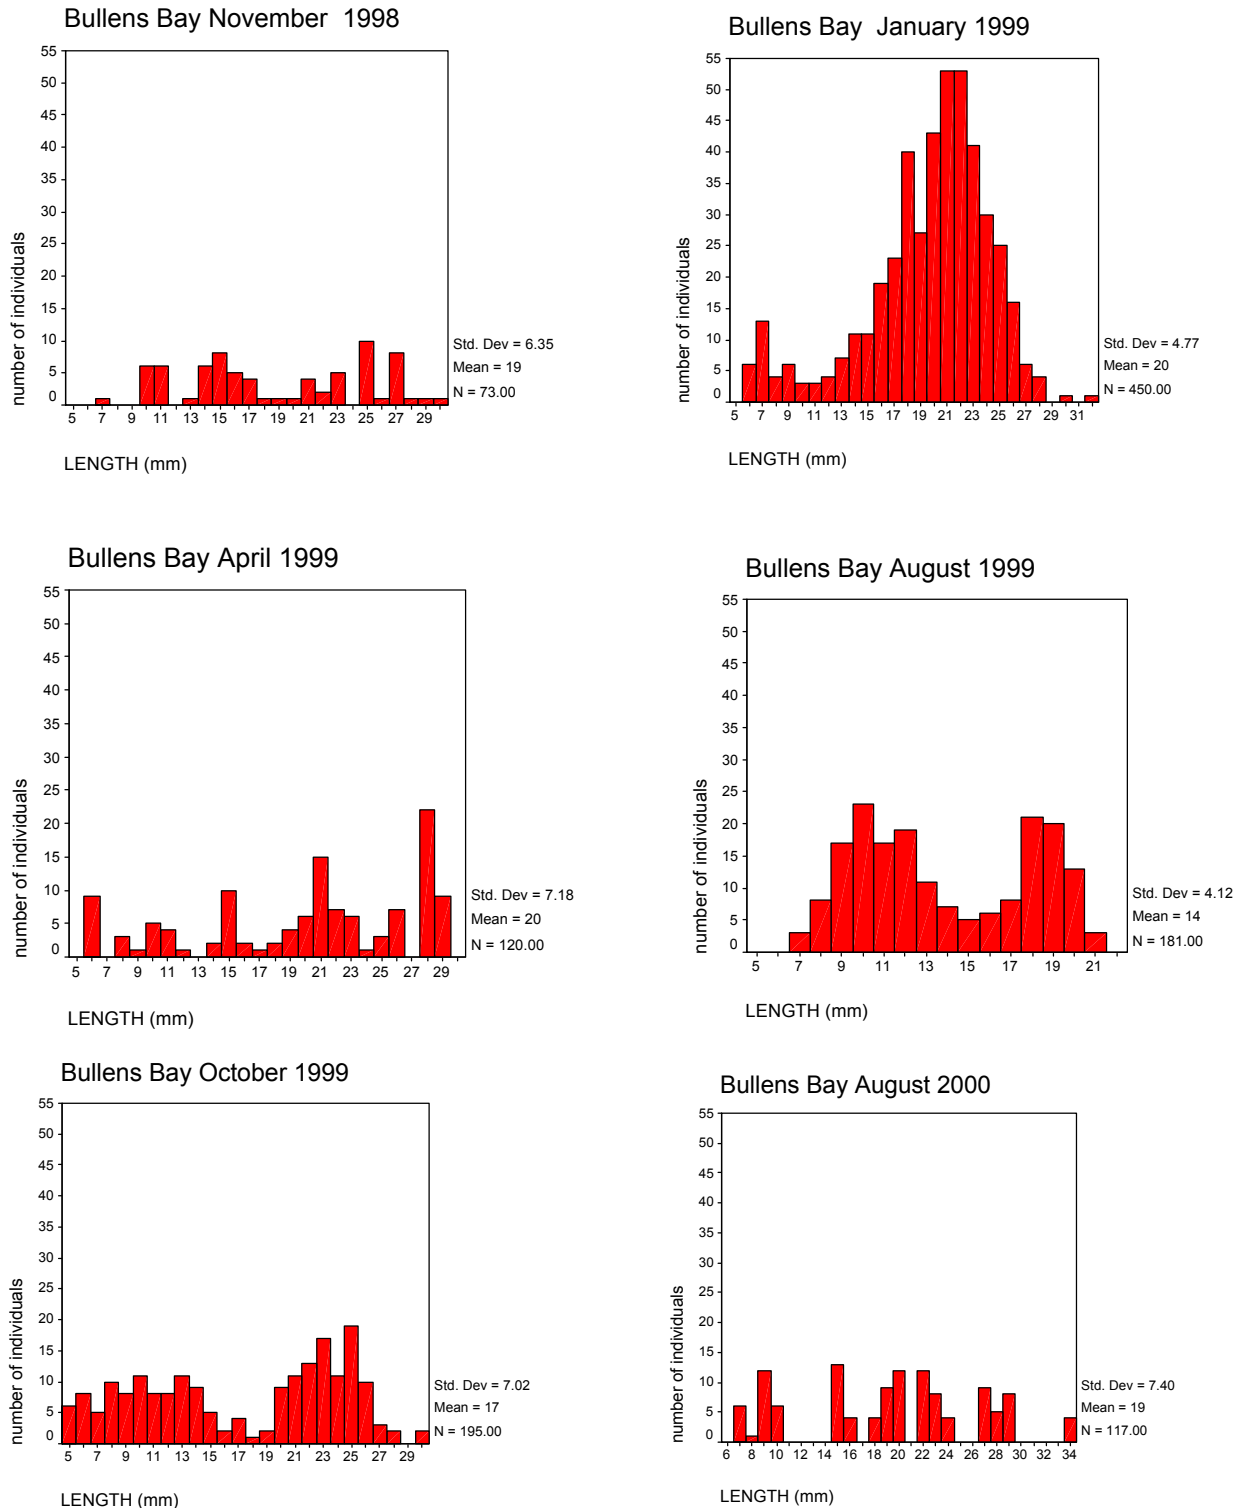 Bullens Bay November 1998
55
50
45
40
35
30
25
20
15
10
5
0
number of individuals
5 7 9 11 13 15 17 19 21 23 25 27 29
LENGTH (mm)
Std. Dev = 6.35
Mean = 19
N = 73.00
Bullens Bay January 1999
55
50
45
40
35
30
25
20
15
10
5
0
number of individuals
5 7 9 11 13 15 17 19 21 23 25 27 29 31
LENGTH (mm)
Std. Dev = 4.77
Mean = 20
N = 450.00
Bullens Bay April 1999
55
50
45
40
35
30
25
20
15
10
5
0
number of individuals
5 7 9 11 13 15 17 19 21 23 25 27 29
LENGTH (mm)
Std. Dev = 7.18
Mean = 20
N = 120.00
Bullens Bay August 1999
55
50
45
40
35
30
25
20
15
10
5
0
number of individuals
5 7 9 11 13 15 17 19 21
LENGTH (mm)
Std. Dev = 4.12
Mean = 14
N = 181.00
Bullens Bay October 1999
55
50
45
40
35
30
25
20
15
10
5
0
number of individuals
5 7 9 11 13 15 17 19 21 23 25 27 29
LENGTH (mm)
Std. Dev = 7.02
Mean = 17
N = 195.00
Bullens Bay August 2000
55
50
45
40
35
30
25
20
15
10
5
0
number of individuals
6 8 10 12 14 16 18 20 22 24 26 28 30 32 34
LENGTH (mm)
Std. Dev = 7.40
Mean = 19
N = 117.00